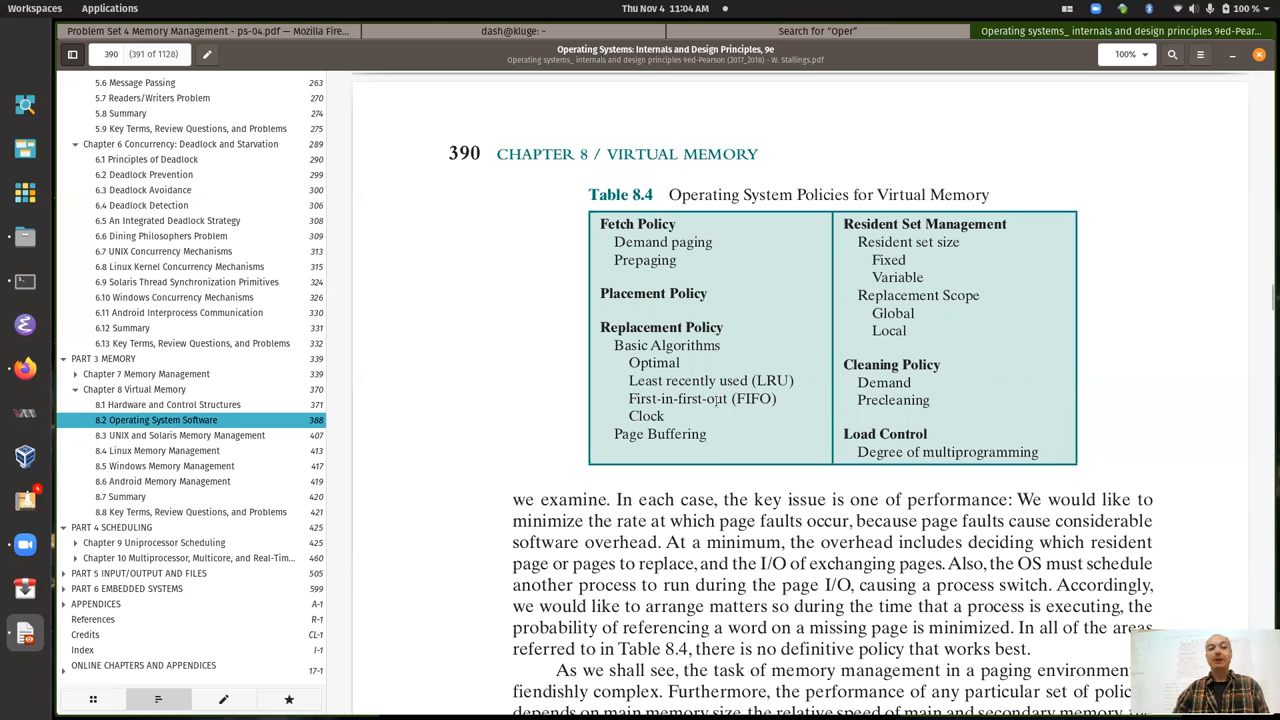 Workspaces
Applications
Thu Nov 4 11:04 AM
100 %
Problem Set 4 Memory Management - ps-04.pdf — Mozilla Fire...
dash@kluge: ~
Search for "Oper"
Operating systems_ internals and design principles 9ed-Pear...
390
(391 of 1128)
Operating Systems: Internals and Design Principles, 9e
Operating systems_ internals and design principles 9ed-Pearson (2017_2018) - W. Stallings.pdf
100%
5.6 Message Passing 263
5.7 Readers/Writers Problem 270
5.8 Summary 274
5.9 Key Terms, Review Questions, and Problems 275
Chapter 6 Concurrency: Deadlock and Starvation 289
6.1 Principles of Deadlock 290
6.2 Deadlock Prevention 299
6.3 Deadlock Avoidance 300
6.4 Deadlock Detection 306
6.5 An Integrated Deadlock Strategy 308
6.6 Dining Philosophers Problem 309
6.7 UNIX Concurrency Mechanisms 313
6.8 Linux Kernel Concurrency Mechanisms 315
6.9 Solaris Thread Synchronization Primitives 324
6.10 Windows Concurrency Mechanisms 326
6.11 Android Interprocess Communication 330
6.12 Summary 331
6.13 Key Terms, Review Questions, and Problems 332
PART 3 MEMORY 339
Chapter 7 Memory Management 339
Chapter 8 Virtual Memory 370
8.1 Hardware and Control Structures 371
8.2 Operating System Software 388
8.3 UNIX and Solaris Memory Management 407
8.4 Linux Memory Management 413
8.5 Windows Memory Management 417
8.6 Android Memory Management 419
8.7 Summary 420
8.8 Key Terms, Review Questions, and Problems 421
PART 4 SCHEDULING 425
Chapter 9 Uniprocessor Scheduling 425
Chapter 10 Multiprocessor, Multicore, and Real-Tim... 460
PART 5 INPUT/OUTPUT AND FILES 505
PART 6 EMBEDDED SYSTEMS 599
APPENDICES A-1
References R-1
Credits CL-1
Index I-1
ONLINE CHAPTERS AND APPENDICES 17-1
4
390 CHAPTER 8 / VIRTUAL MEMORY
Table 8.4 Operating System Policies for Virtual Memory
Fetch Policy
Demand paging
Prepaging
Placement Policy
Replacement Policy
Basic Algorithms
Optimal
Least recently used (LRU)
First-in-first-out (FIFO)
Clock
Page Buffering
Resident Set Management
Resident set size
Fixed
Variable
Replacement Scope
Global
Local
Cleaning Policy
Demand
Precleaning
Load Control
Degree of multiprogramming
we examine. In each case, the key issue is one of performance: We would like to
minimize the rate at which page faults occur, because page faults cause considerable
software overhead. At a minimum, the overhead includes deciding which resident
page or pages to replace, and the I/O of exchanging pages. Also, the OS must schedule
another process to run during the page I/O, causing a process switch. Accordingly,
we would like to arrange matters so during the time that a process is executing, the
probability of referencing a word on a missing page is minimized. In all of the areas
referred to in Table 8.4, there is no definitive policy that works best.
As we shall see, the task of memory management in a paging environment
fiendishly complex. Furthermore, the performance of any particular set of polic
depends on main memory size, the relative speed of main and secondary memory, the